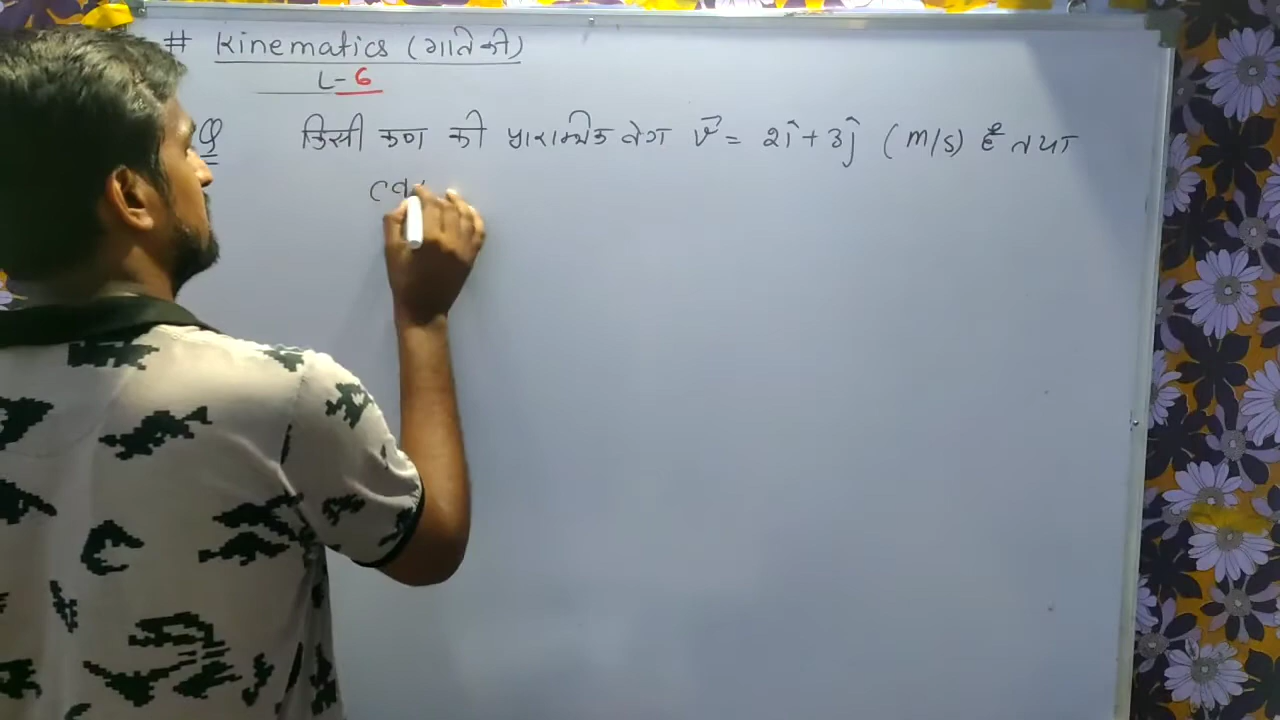 # Kinematics (गतिकी)
L-6
Q किसी कण की प्रारम्भिक वेग v⃗ = 2î + 3ĵ (m/s) है तथा
त्व